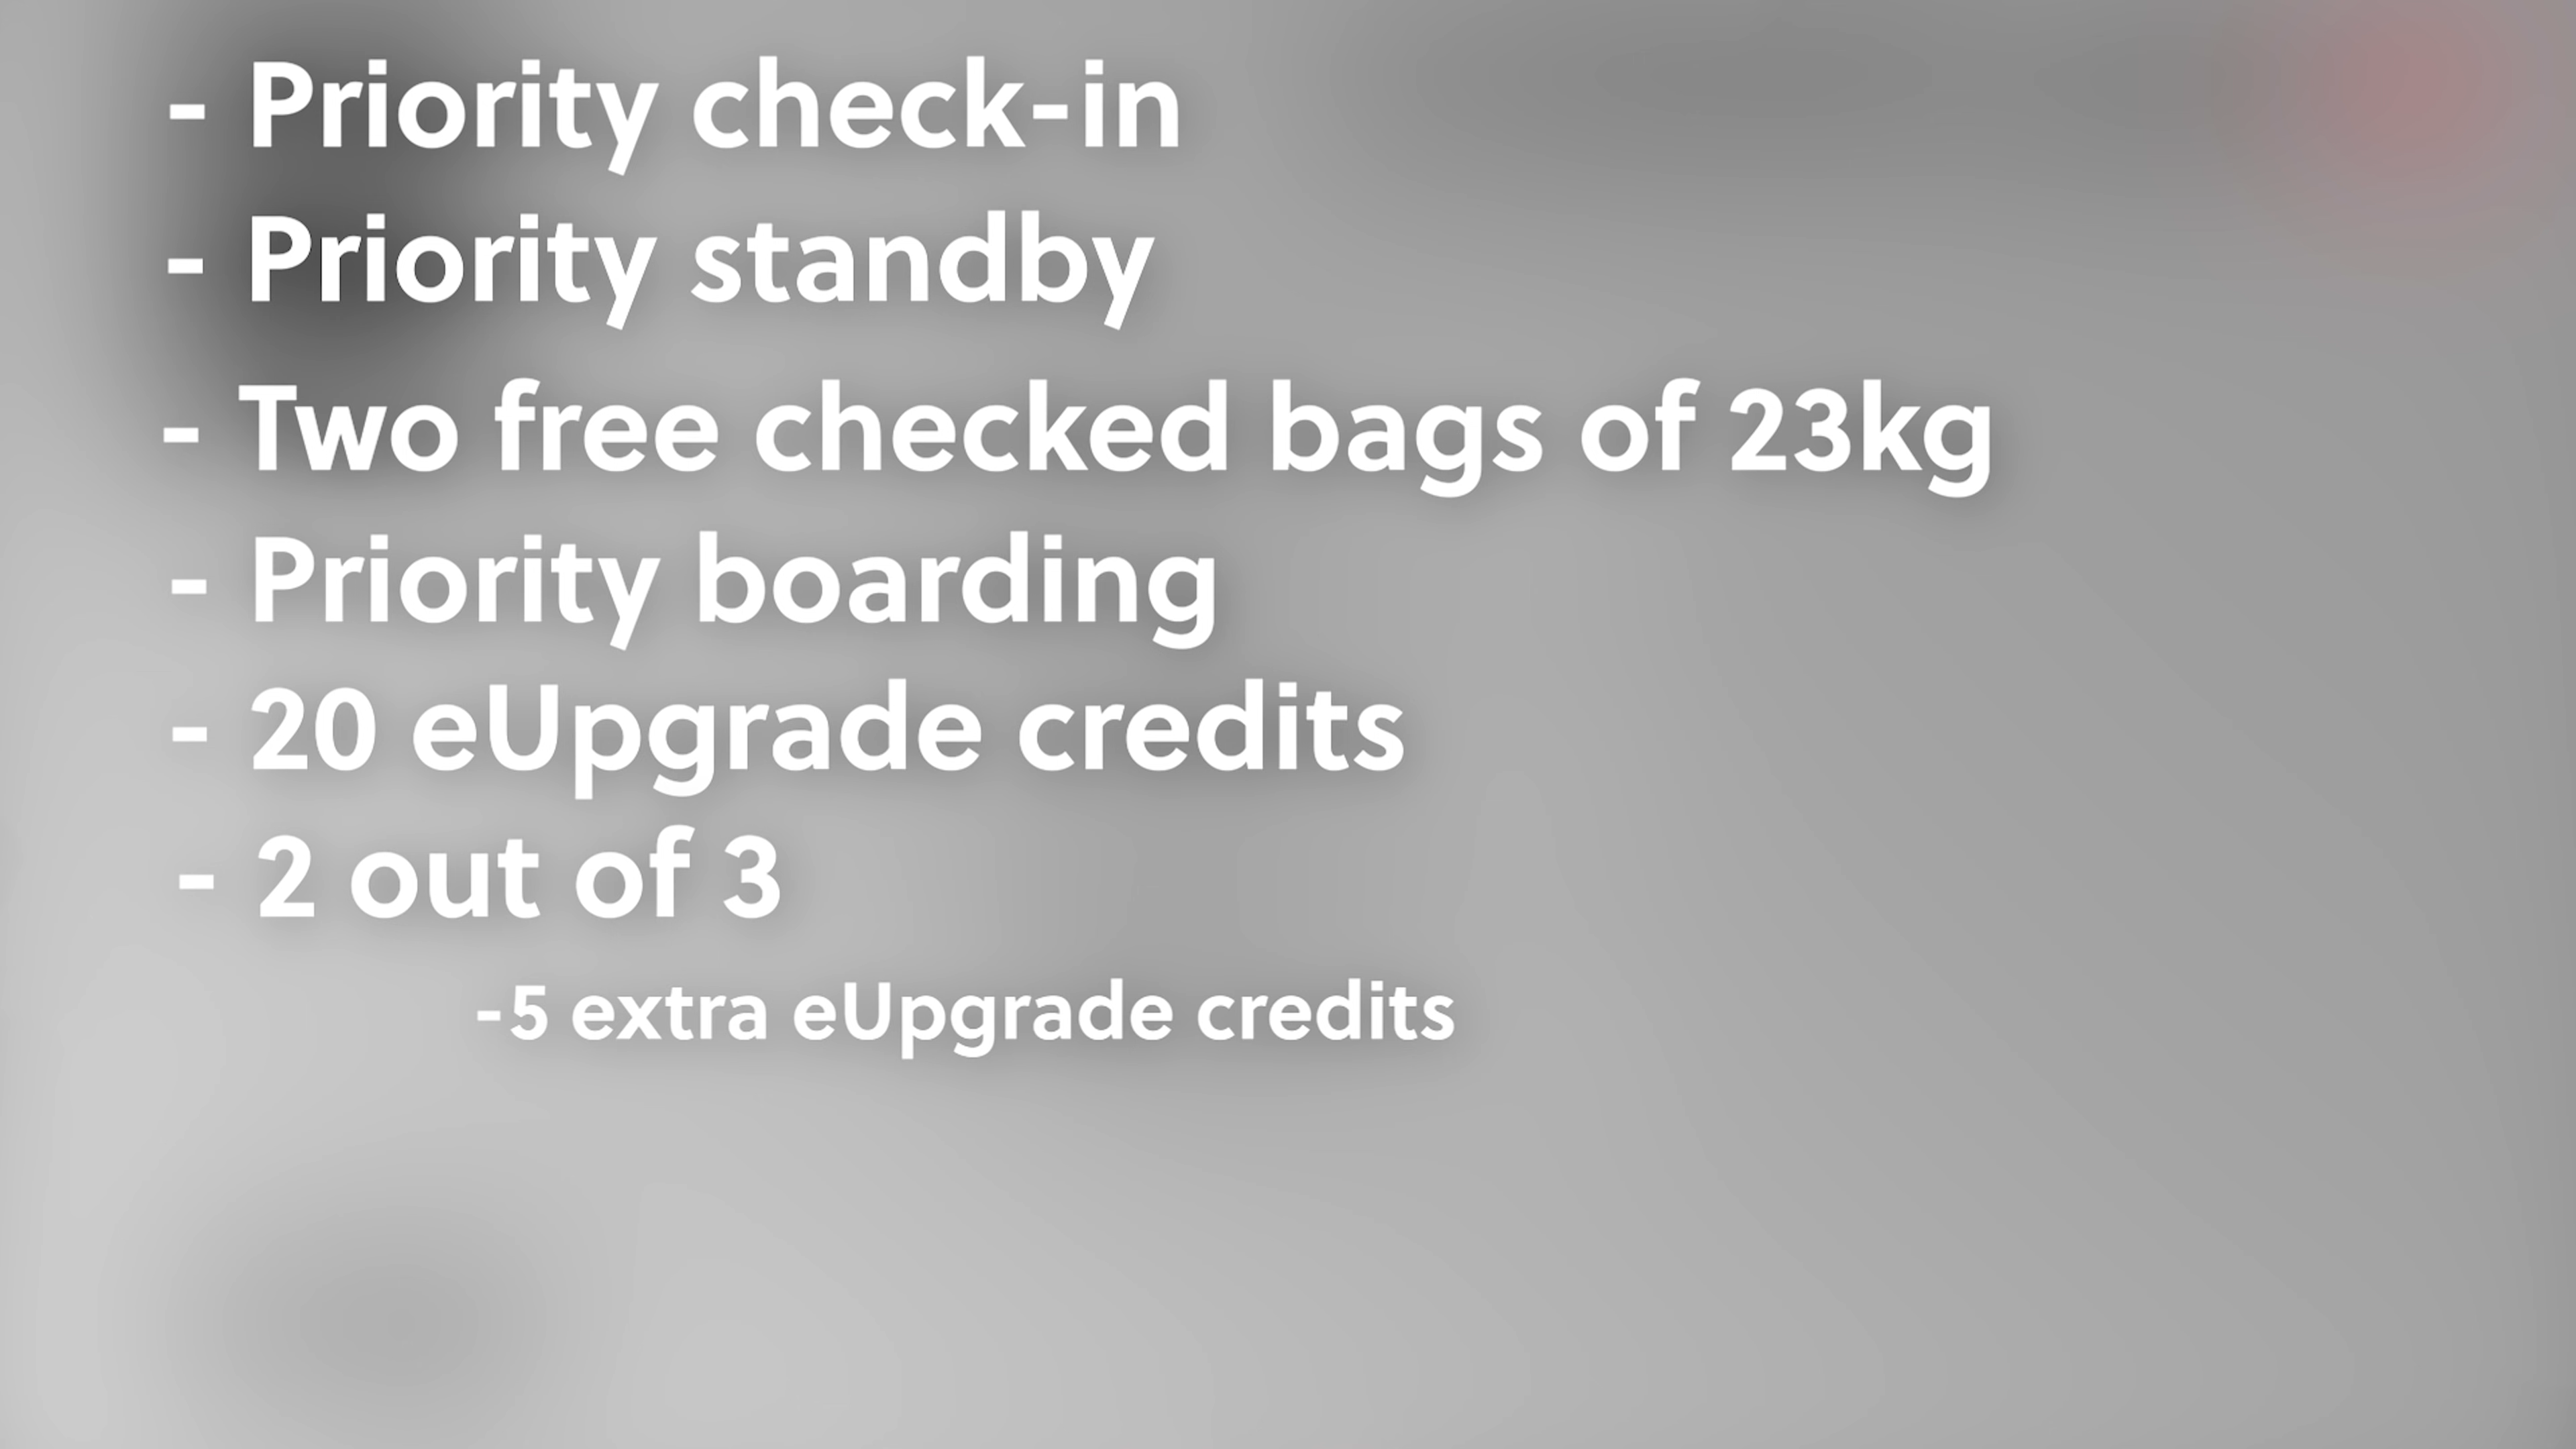 - Priority check-in
- Priority standby
- Two free checked bags of 23kg
- Priority boarding
- 20 eUpgrade credits
- 2 out of 3
-5 extra eUpgrade credits